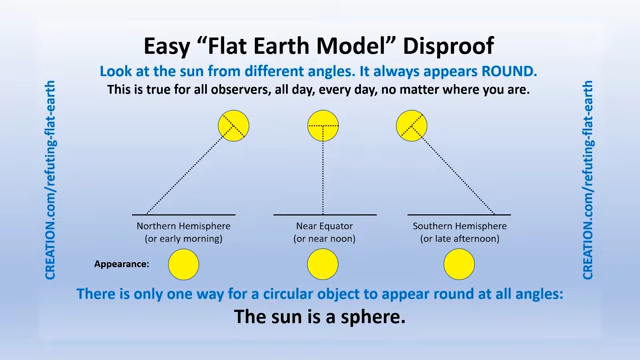 Easy “Flat Earth Model” Disproof
Look at the sun from different angles. It always appears ROUND.
This is true for all observers, all day, every day, no matter where you are.
CREATION.com/refuting-flat-earth
CREATION.com/refuting-flat-earth
Northern Hemisphere
(or early morning)
Near Equator
(or near noon)
Southern Hemisphere
(or late afternoon)
Appearance:
There is only one way for a circular object to appear round at all angles:
The sun is a sphere.